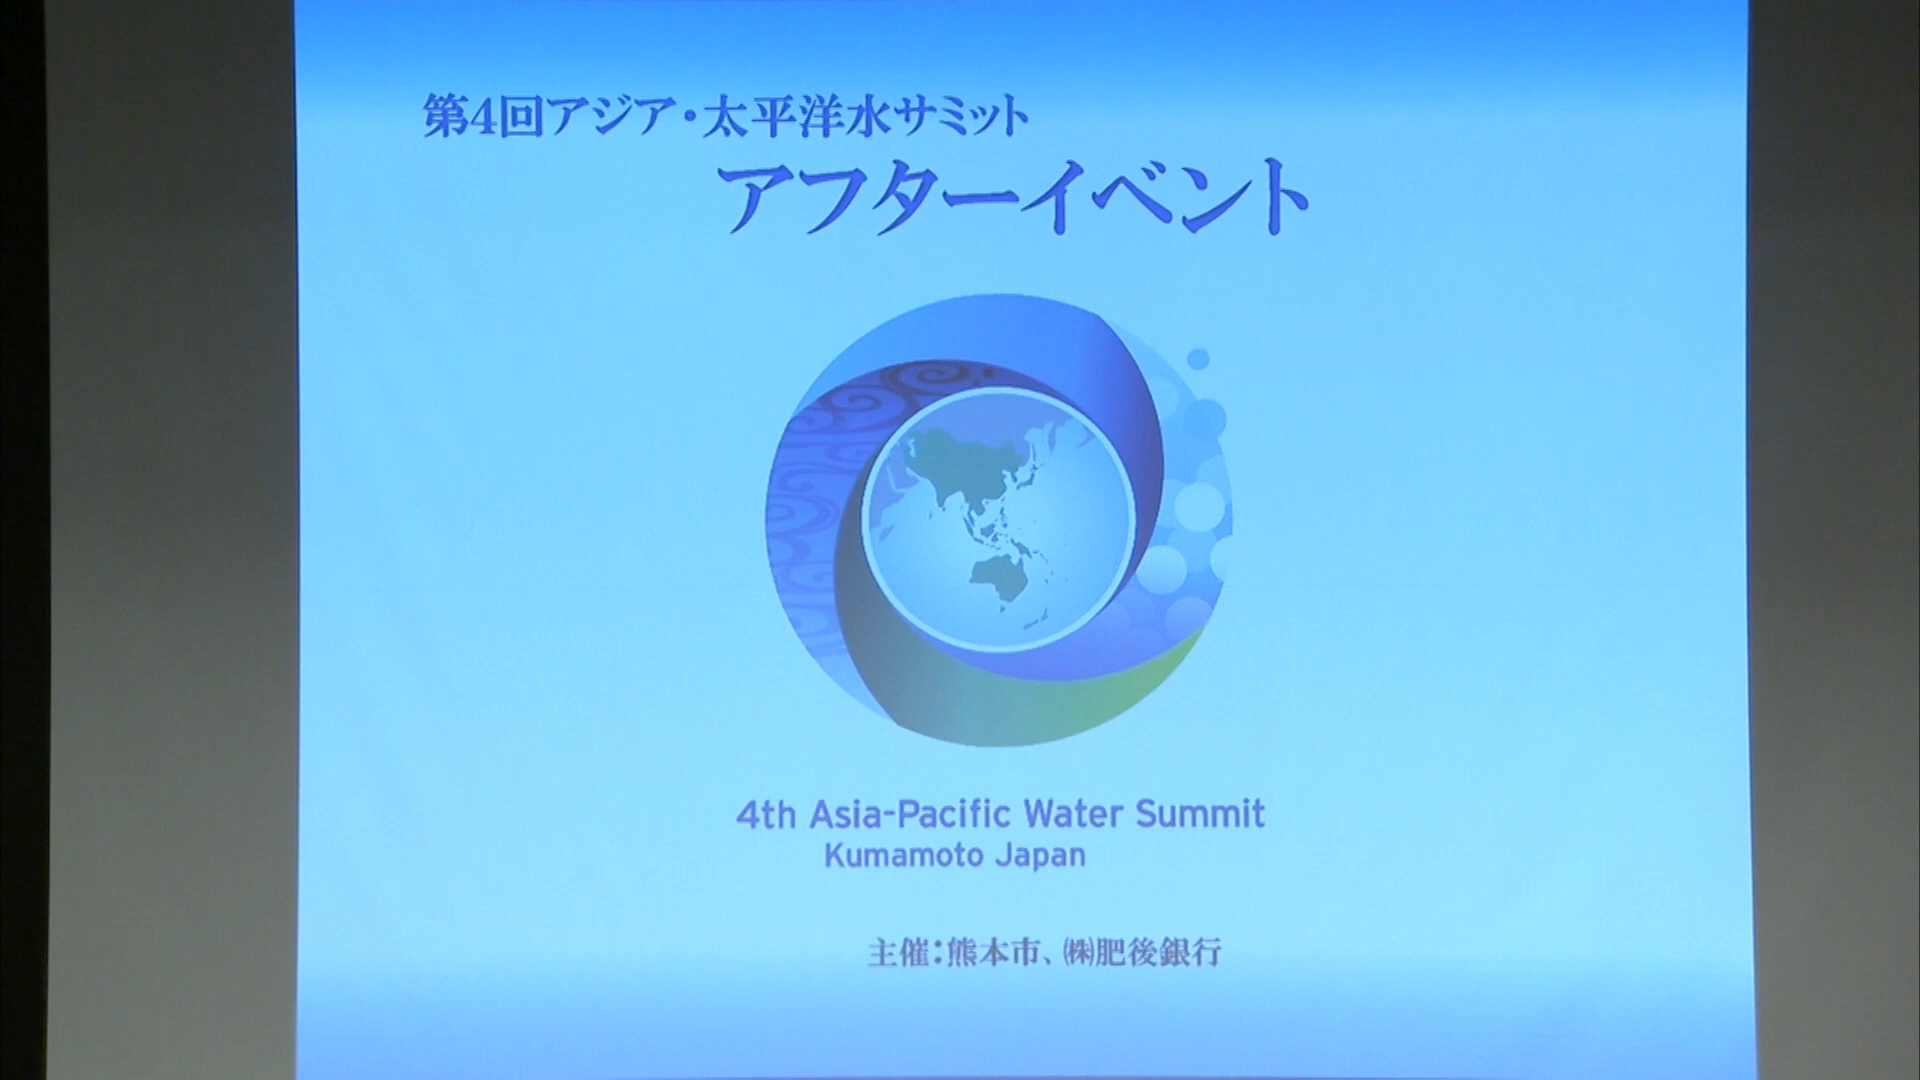 第4回アジア・太平洋水サミット
アフターイベント
4th Asia-Pacific Water Summit
Kumamoto Japan
主催：熊本市、㈱肥後銀行